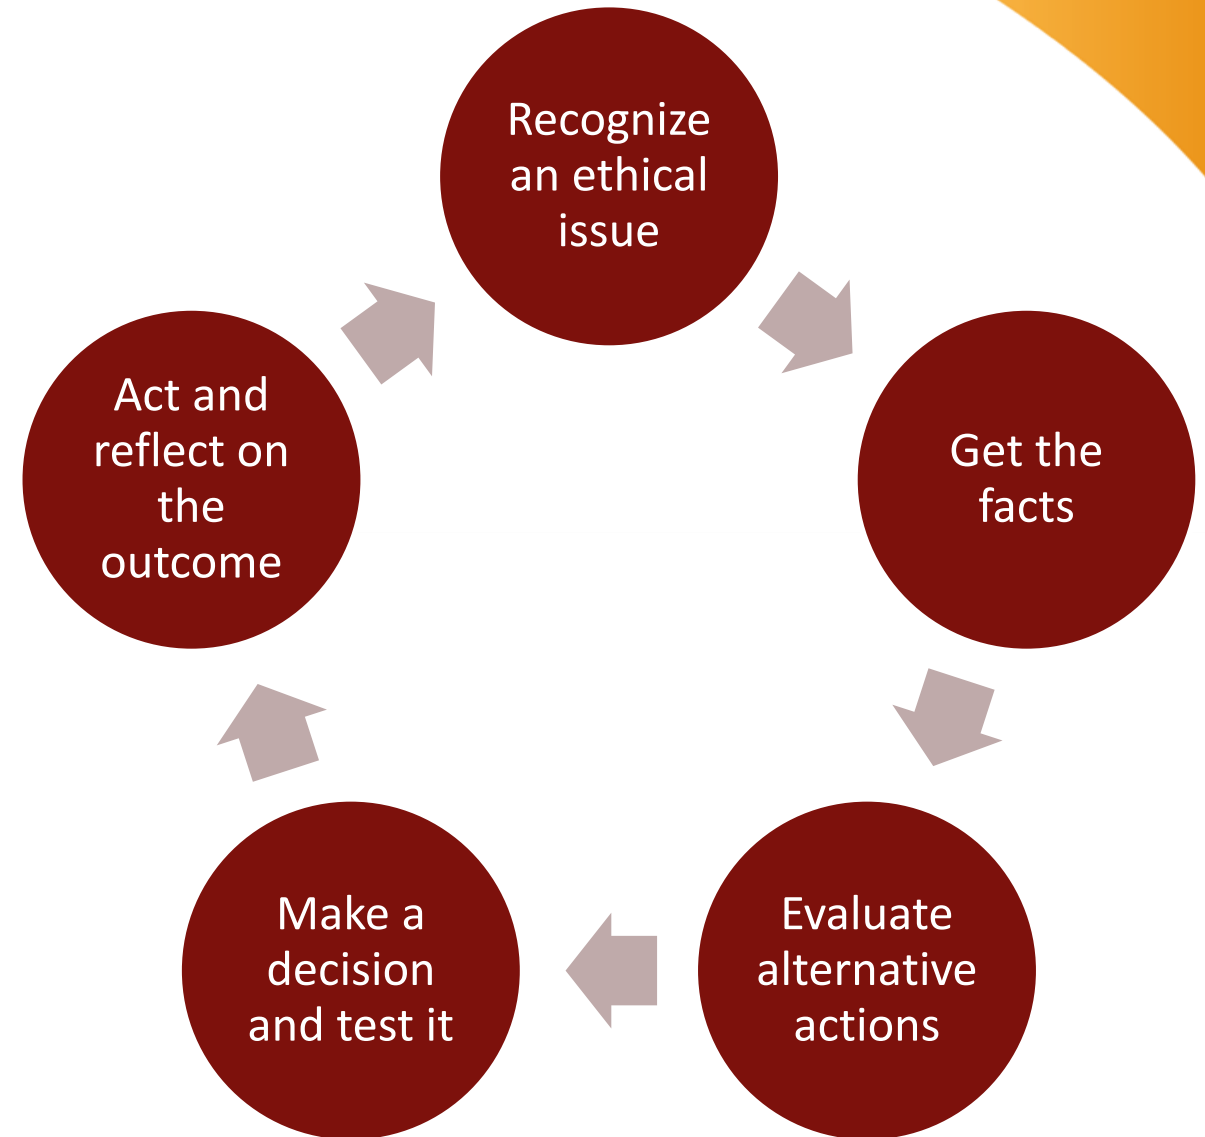 Recognize
an ethical
issue
Get the
facts
Evaluate
alternative
actions
Make a
decision
and test it
Act and
reflect on
the
outcome